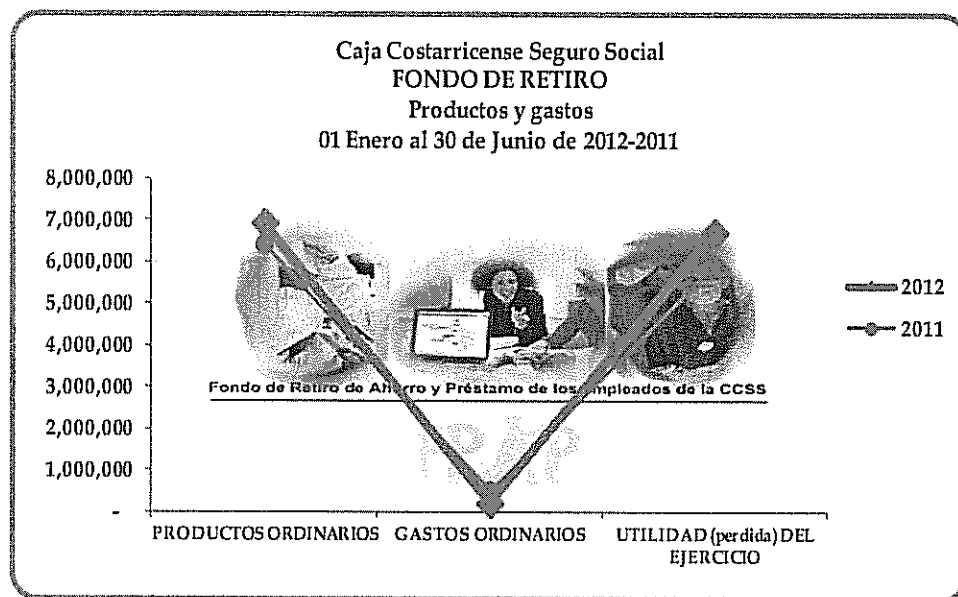 Caja Costarricense Seguro Social
FONDO DE RETIRO
Productos y gastos
01 Enero al 30 de Junio de 2012-2011
8,000,000
7,000,000
6,000,000
5,000,000
4,000,000
3,000,000
2,000,000
1,000,000
-
2012
2011
Fondo de Retiro de Ahorro y Préstamo de los Empleados de la CCSS
PRODUCTOS ORDINARIOS
GASTOS ORDINARIOS
UTILIDAD (perdida) DEL
EJERCICIO